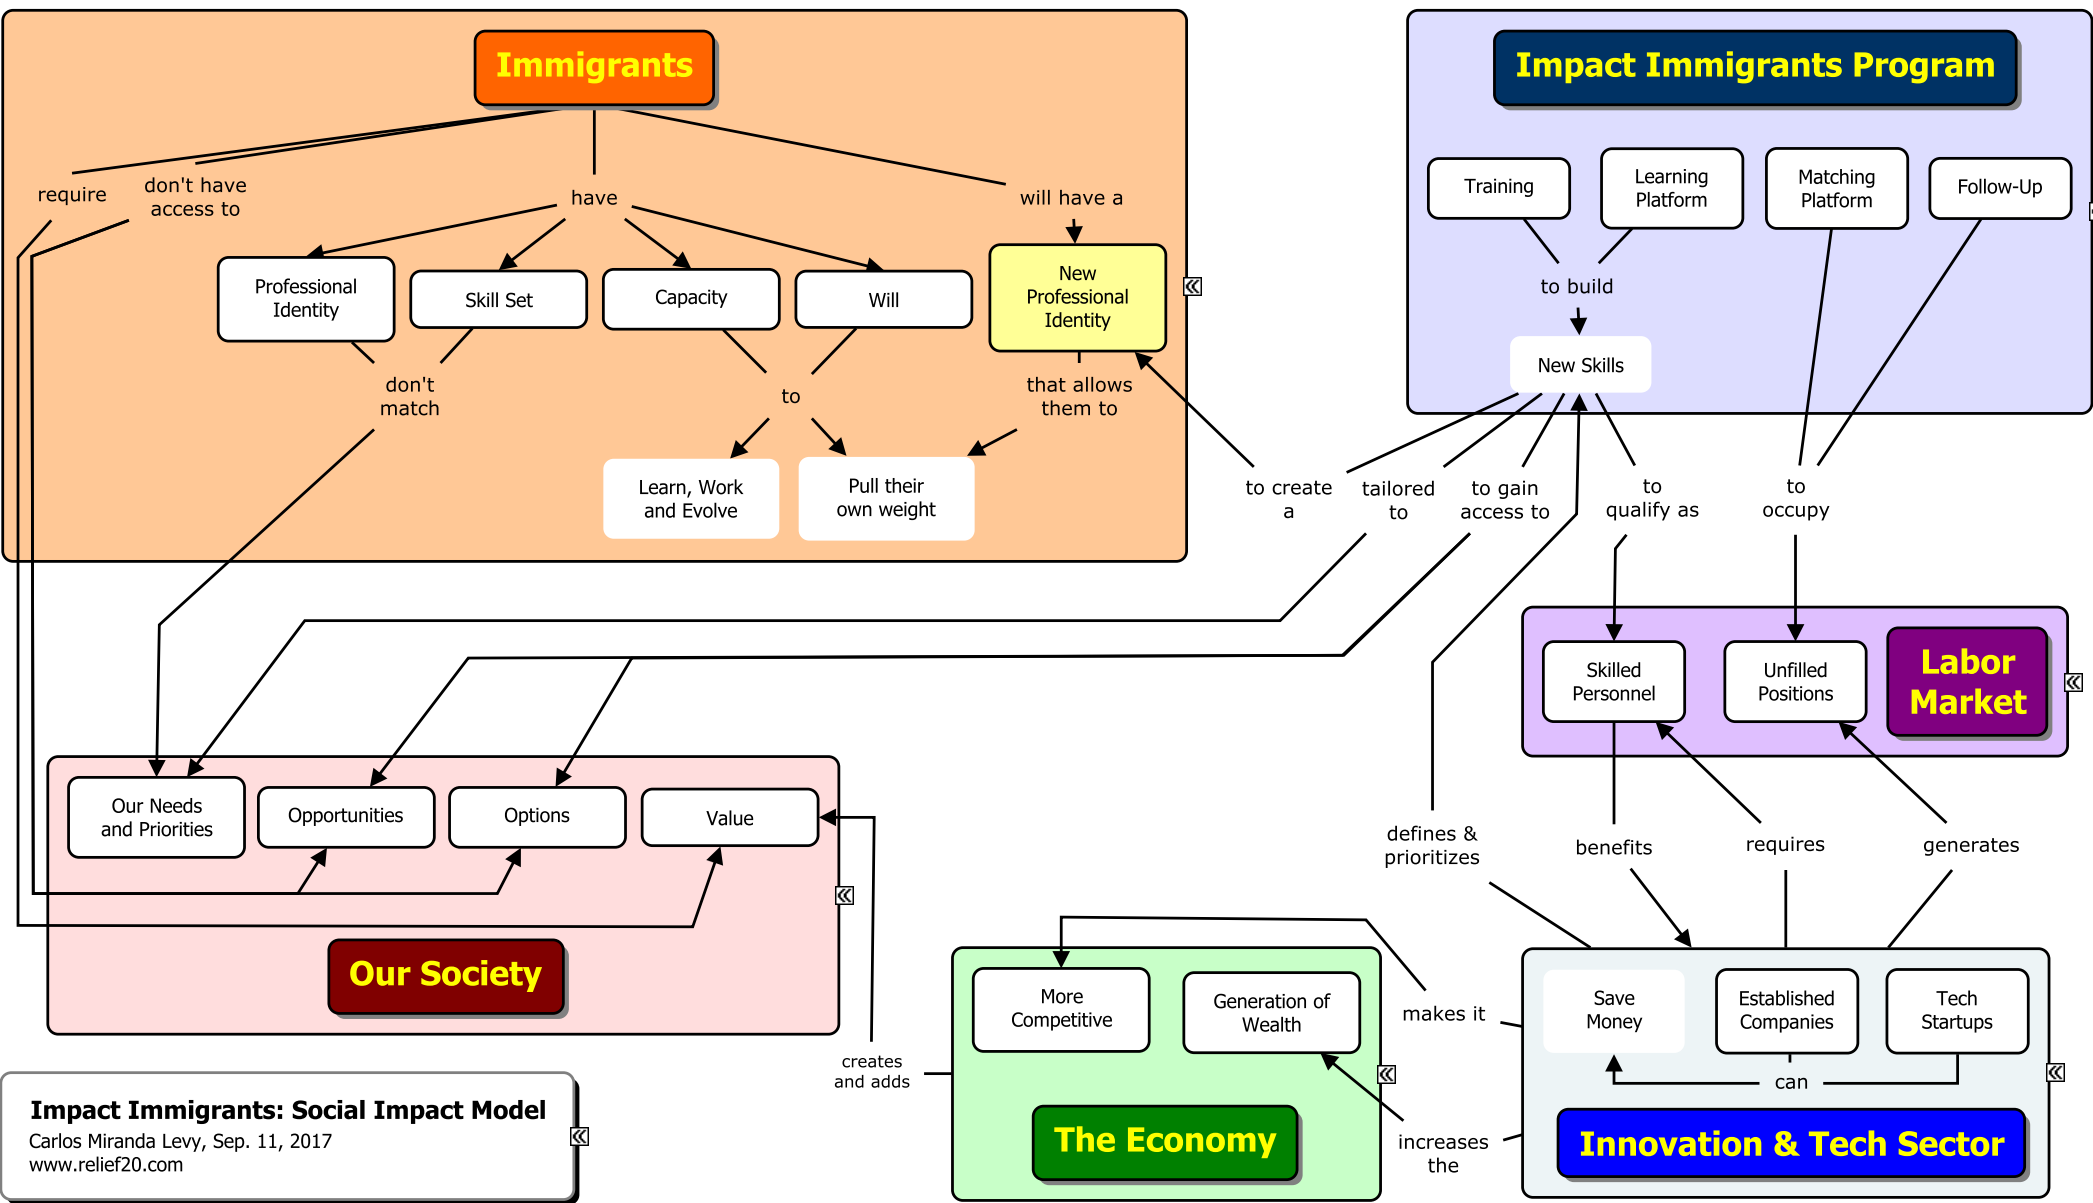 Immigrants
Impact Immigrants Program
require
don't have
access to
have
will have a
Training
Learning
Platform
Matching
Platform
Follow-Up
Professional
Identity
Skill Set
Capacity
Will
New
Professional
Identity
to build
New Skills
don't
match
to
that allows
them to
Learn, Work
and Evolve
Pull their
own weight
to create
a
tailored
to
to gain
access to
to
qualify as
to
occupy
Skilled
Personnel
Unfilled
Positions
Labor
Market
Our Needs
and Priorities
Opportunities
Options
Value
Our Society
defines &
prioritizes
benefits
requires
generates
More
Competitive
Generation of
Wealth
The Economy
creates
and adds
makes it
increases
the
Save
Money
Established
Companies
Tech
Startups
can
Innovation & Tech Sector
Impact Immigrants: Social Impact Model
Carlos Miranda Levy, Sep. 11, 2017
www.relief20.com